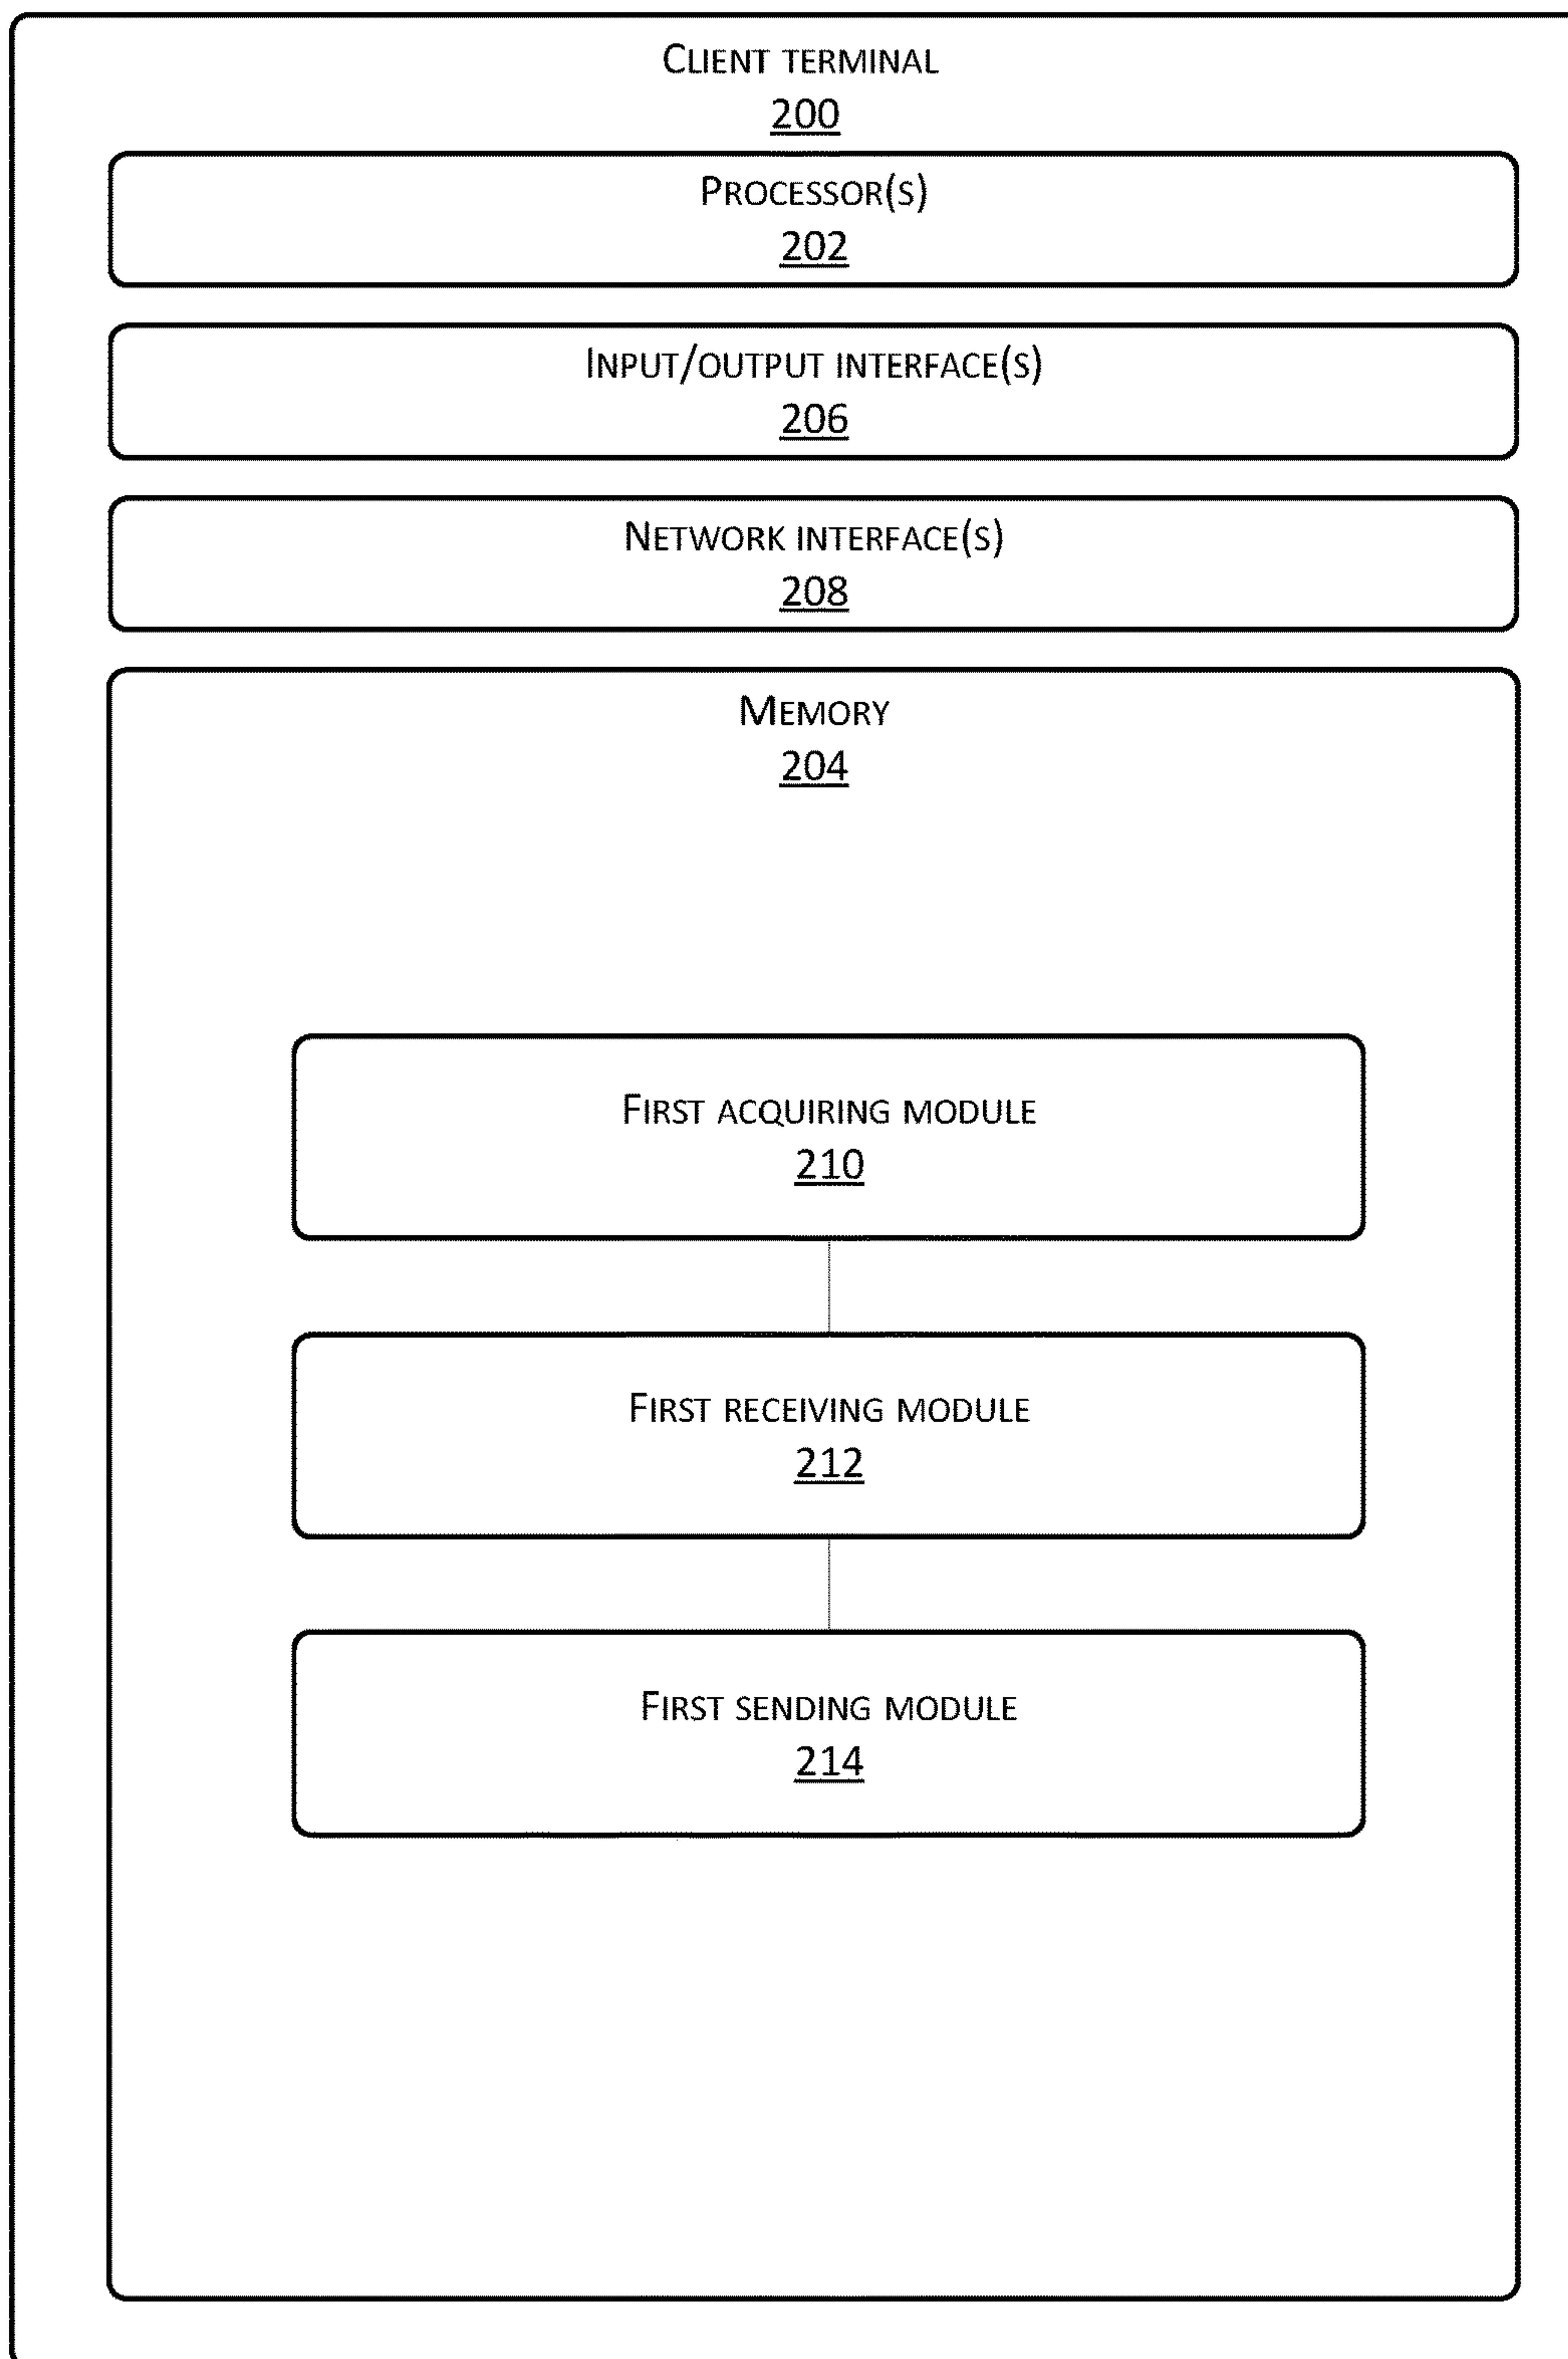 CLIENT TERMINAL
200
PROCESSOR(S)
202
INPUT/OUTPUT INTERFACE(S)
206
NETWORK INTERFACE(S)
208
MEMORY
204
FIRST ACQUIRING MODULE
210
FIRST RECEIVING MODULE
212
FIRST SENDING MODULE
214